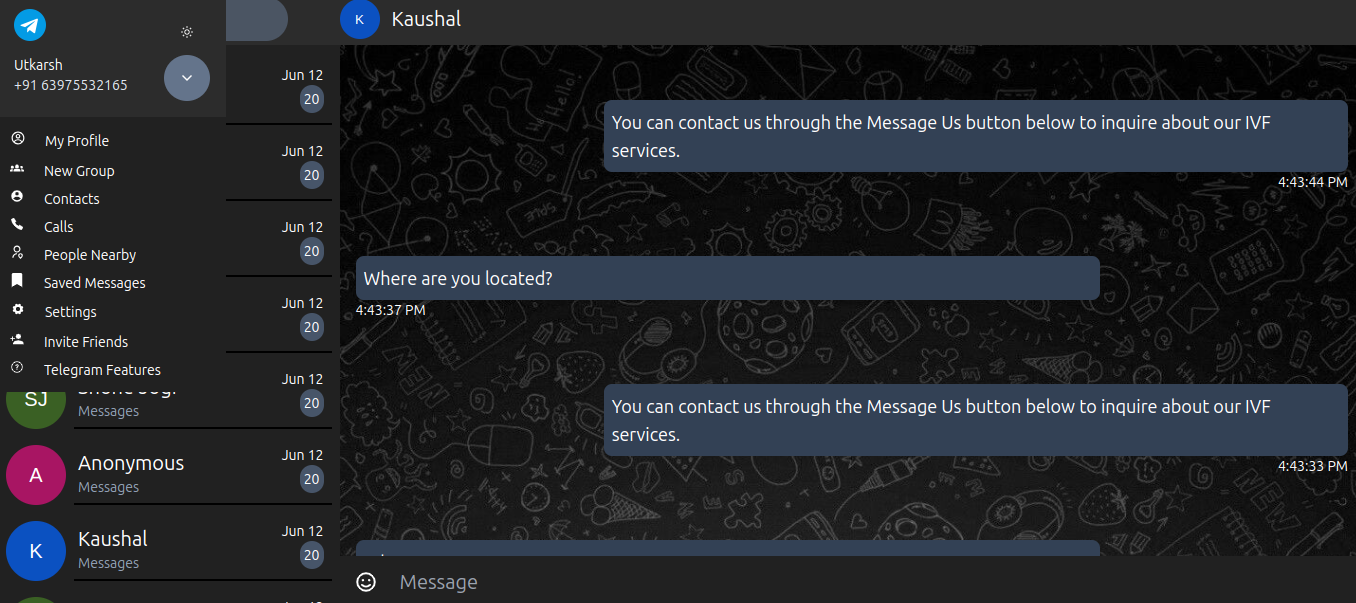 Utkarsh
+91 63975532165
My Profile
New Group
Contacts
Calls
People Nearby
Saved Messages
Settings
Invite Friends
Telegram Features
Jun 12
20
Jun 12
20
Jun 12
20
Jun 12
20
SJ
Messages
Jun 12
20
A
Anonymous
Messages
Jun 12
20
K
Kaushal
Messages
Jun 12
20
K
Kaushal
You can contact us through the Message Us button below to inquire about our IVF
services.
4:43:44 PM
Where are you located?
4:43:37 PM
You can contact us through the Message Us button below to inquire about our IVF
services.
4:43:33 PM
Message